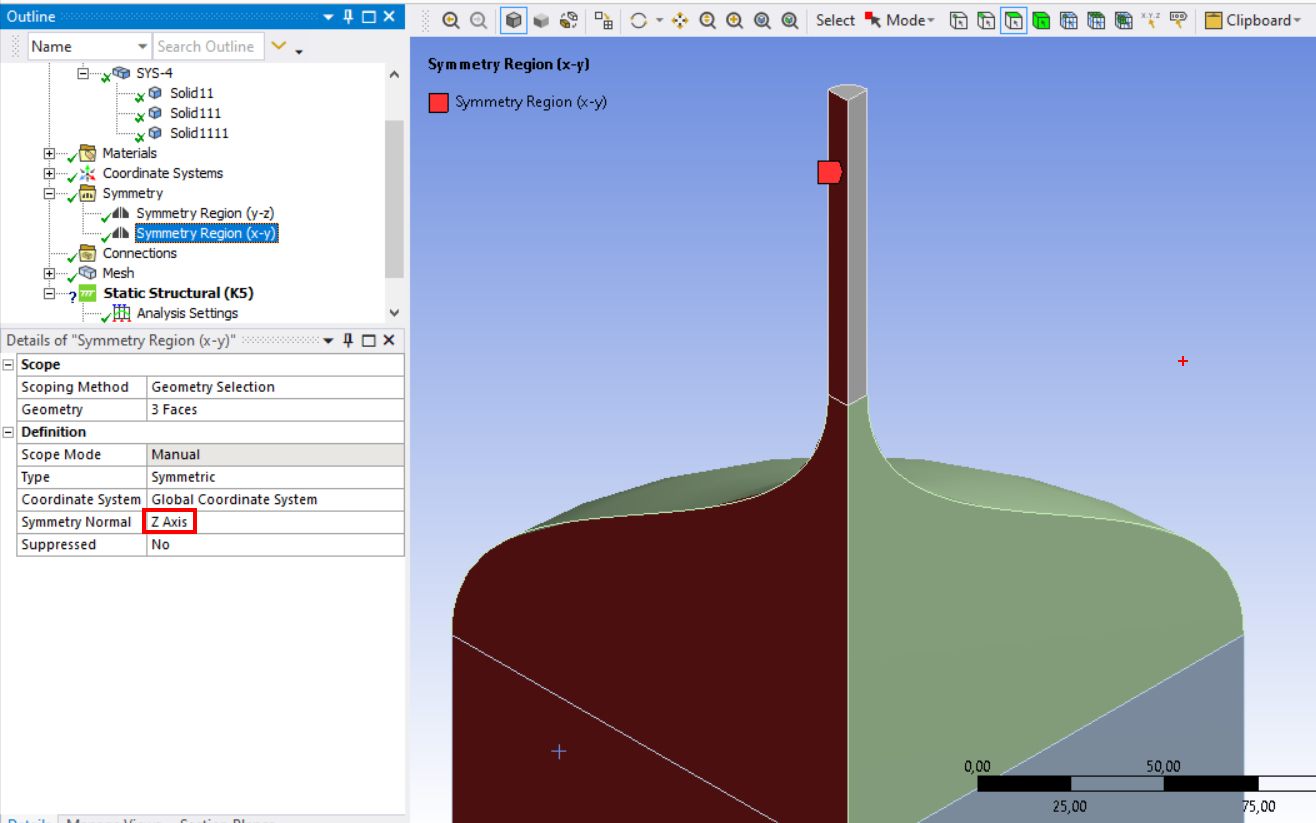 Outline
Name
Search Outline
SYS-4
Solid11
Solid111
Solid1111
Materials
Coordinate Systems
Symmetry
Symmetry Region (y-z)
Symmetry Region (x-y)
Connections
Mesh
Static Structural (K5)
Analysis Settings
Details of "Symmetry Region (x-y)"
Scope
Scoping Method Geometry Selection
Geometry 3 Faces
Definition
Scope Mode Manual
Type Symmetric
Coordinate System Global Coordinate System
Symmetry Normal Z Axis
Suppressed No
Select Mode Clipboard
Symmetry Region (x-y)
Symmetry Region (x-y)
0,00 50,00
25,00 75,00